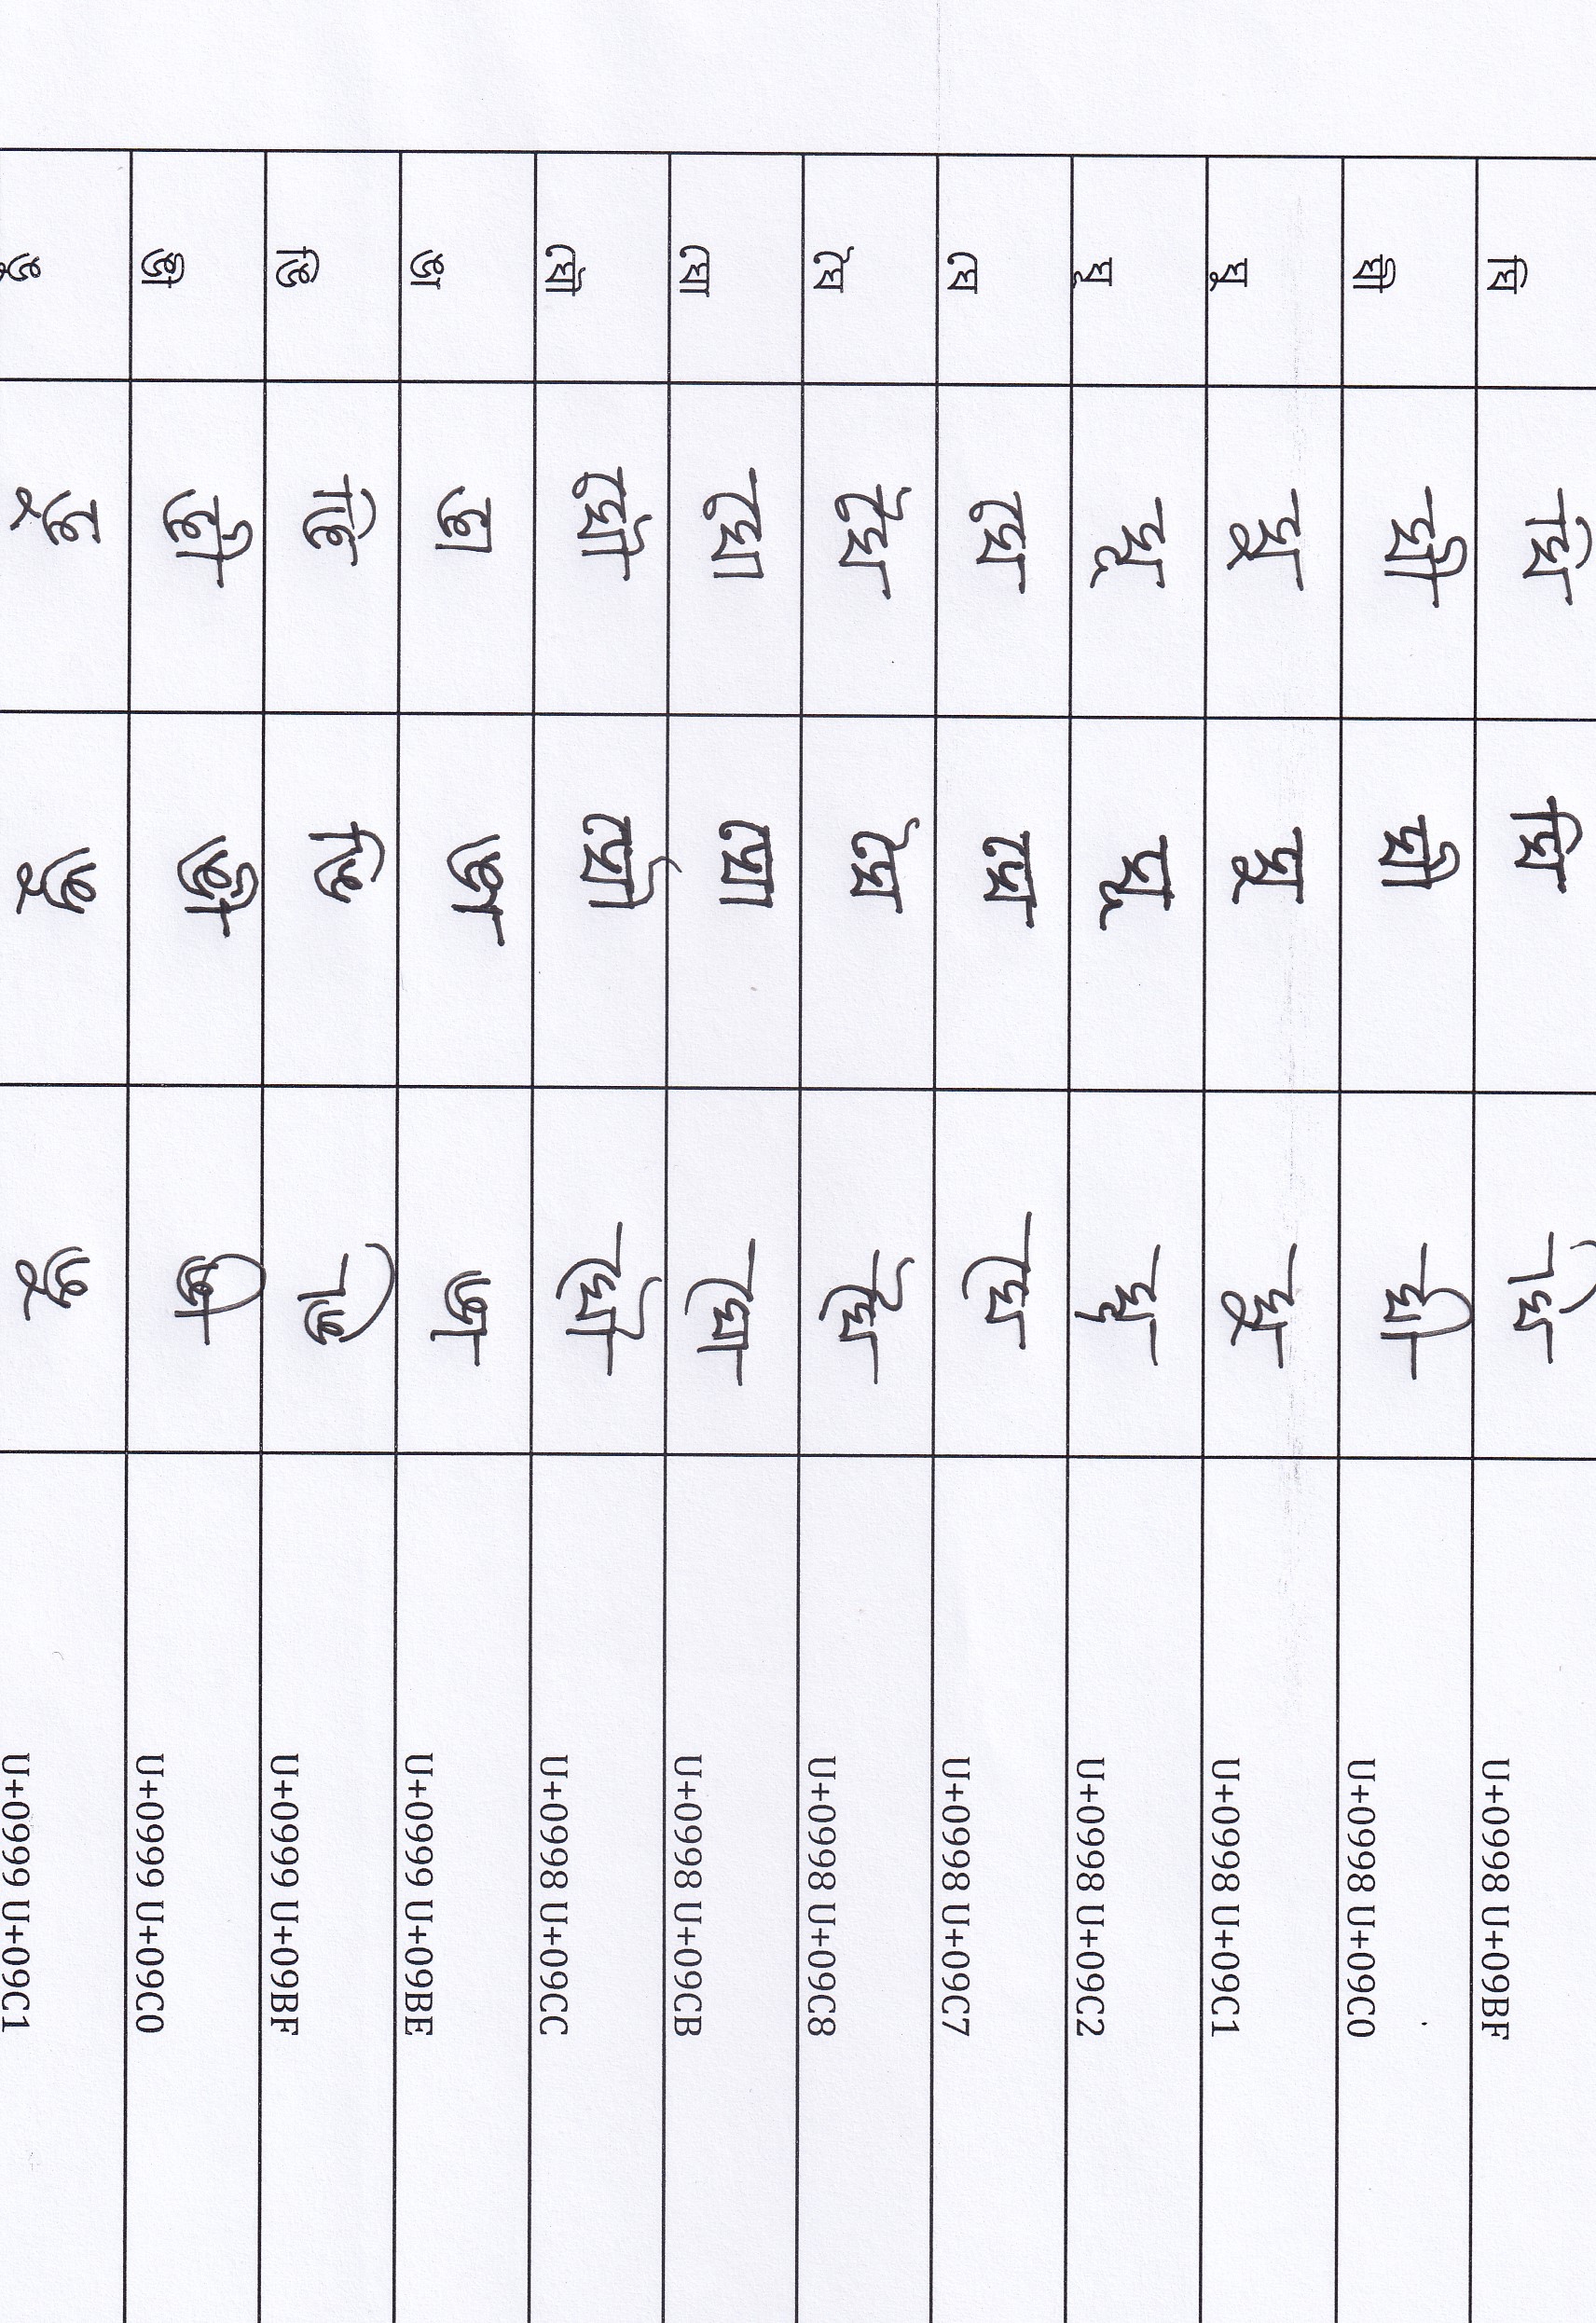 ঘি ঘি ঘি ঘি U+0998 U+09BF
ঘী ঘী ঘী ঘী U+0998 U+09C0
ঘু ঘু ঘু ঘু U+0998 U+09C1
ঘূ ঘূ ঘূ ঘূ U+0998 U+09C2
ঘে ঘে ঘে ঘে U+0998 U+09C7
ঘৈ ঘৈ ঘৈ ঘৈ U+0998 U+09C8
ঘো ঘো ঘো ঘো U+0998 U+09CB
ঘৌ ঘৌ ঘৌ ঘৌ U+0998 U+09CC
ঙা ঙা ঙা ঙা U+0999 U+09BE
ঙি ঙি ঙি ঙি U+0999 U+09BF
ঙী ঙী ঙী ঙী U+0999 U+09C0
ঙু ঙু ঙু ঙু U+0999 U+09C1